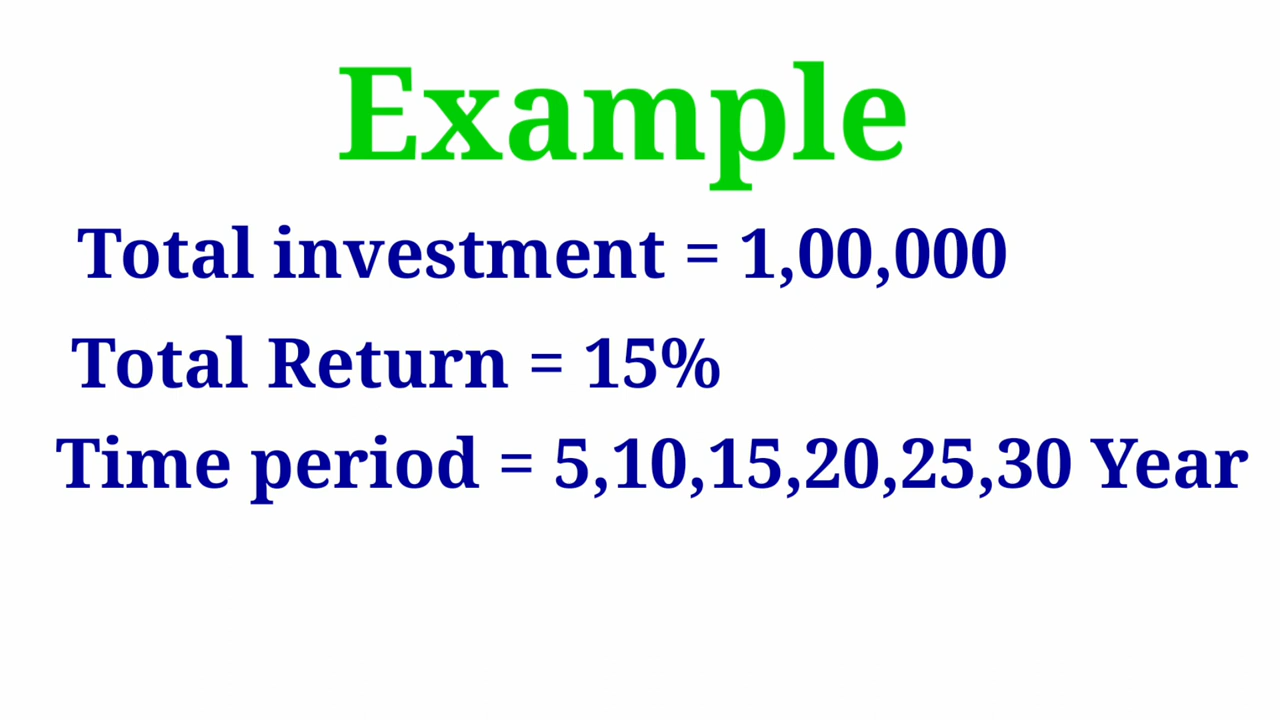 Example
Total investment = 1,00,000
Total Return = 15%
Time period = 5,10,15,20,25,30 Year